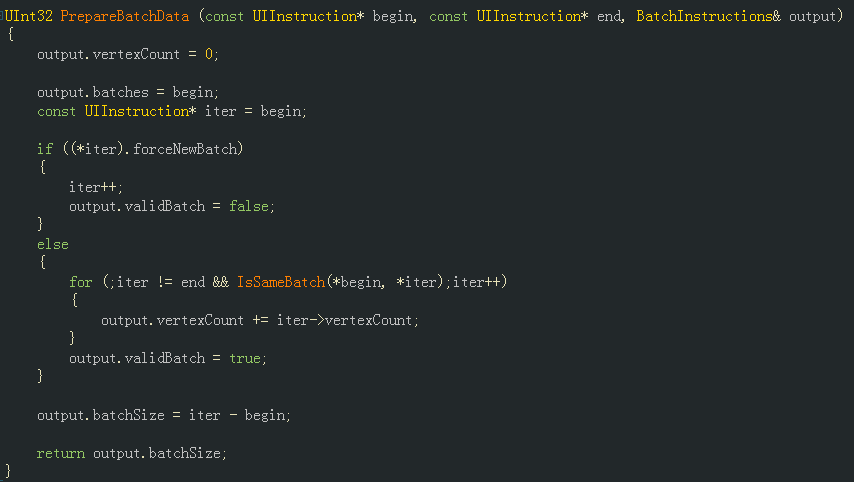 UInt32 PrepareBatchData (const UIInstruction* begin, const UIInstruction* end, BatchInstructions& output)
{
    output.vertexCount = 0;

    output.batches = begin;
    const UIInstruction* iter = begin;

    if ((*iter).forceNewBatch)
    {
        iter++;
        output.validBatch = false;
    }
    else
    {
        for (;iter != end && IsSameBatch(*begin, *iter);iter++)
        {
            output.vertexCount += iter->vertexCount;
        }
        output.validBatch = true;
    }

    output.batchSize = iter - begin;

    return output.batchSize;
}